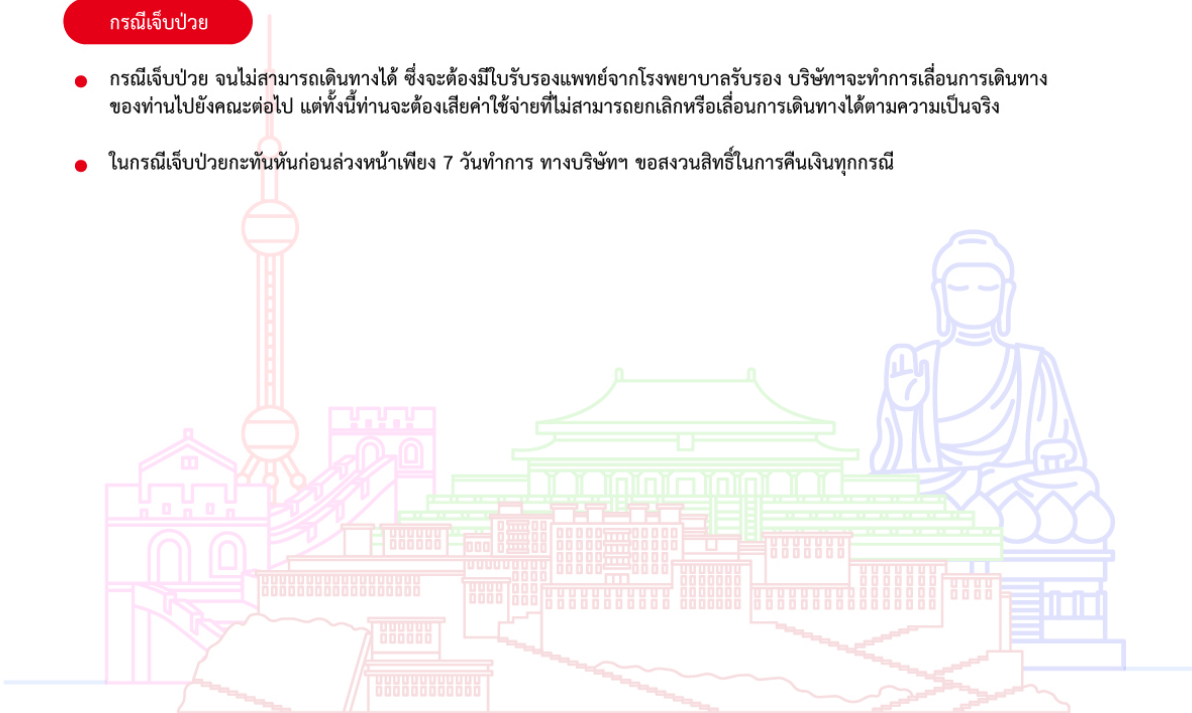 กรณีเจ็บป่วย
กรณีเจ็บป่วย จนไม่สามารถเดินทางได้ ซึ่งจะต้องมีใบรับรองแพทย์จากโรงพยาบาลรับรอง บริษัทฯจะทำการเลื่อนการเดินทาง
ของท่านไปยังคณะต่อไป แต่ทั้งนี้ท่านจะต้องเสียค่าใช้จ่ายที่ไม่สามารถยกเลิกหรือเลื่อนการเดินทางได้ตามความเป็นจริง
ในกรณีเจ็บป่วยกะทันหันก่อนล่วงหน้าเพียง 7 วันทำการ ทางบริษัทฯ ขอสงวนสิทธิ์ในการคืนเงินทุกกรณี